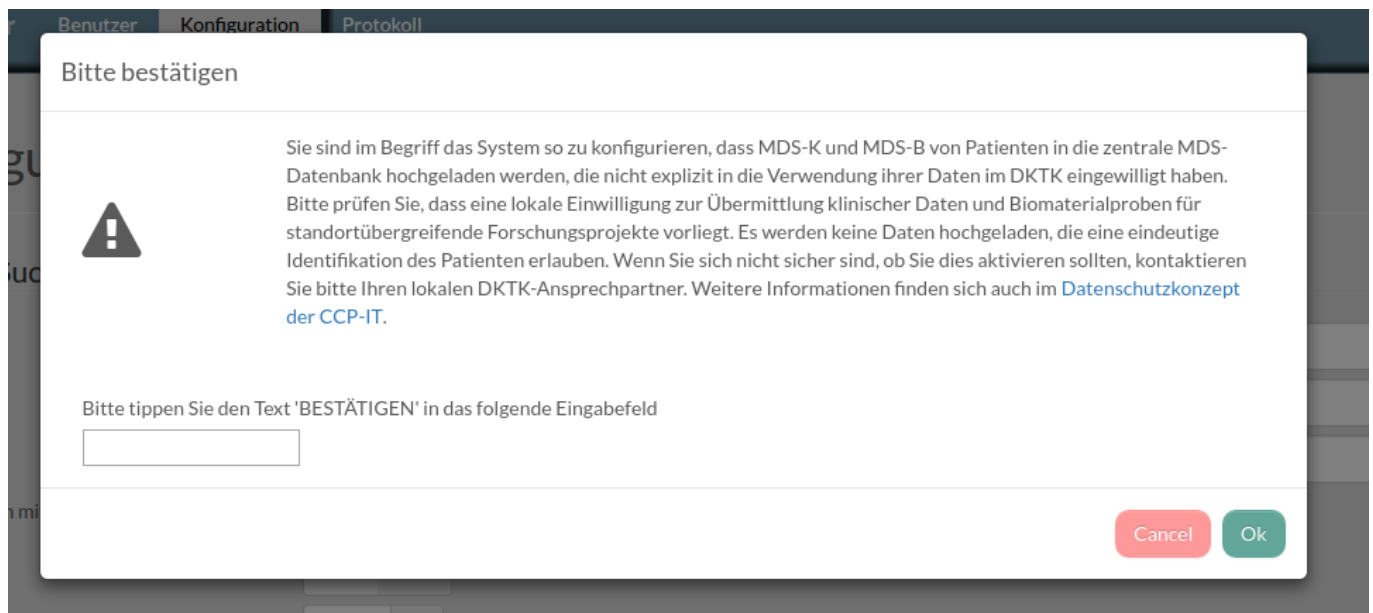 Benutzer Konfiguration Protokoll
Bitte bestätigen
Sie sind im Begriff das System so zu konfigurieren, dass MDS-K und MDS-B von Patienten in die zentrale MDS-
Datenbank hochgeladen werden, die nicht explizit in die Verwendung ihrer Daten im DKTK eingewilligt haben.
Bitte prüfen Sie, dass eine lokale Einwilligung zur Übermittlung klinischer Daten und Biomaterialproben für
standortübergreifende Forschungsprojekte vorliegt. Es werden keine Daten hochgeladen, die eine eindeutige
Identifikation des Patienten erlauben. Wenn Sie sich nicht sicher sind, ob Sie dies aktivieren sollten, kontaktieren
Sie bitte Ihren lokalen DKTK-Ansprechpartner. Weitere Informationen finden sich auch im Datenschutzkonzept
der CCP-IT.
Bitte tippen Sie den Text 'BESTÄTIGEN' in das folgende Eingabefeld
Cancel Ok